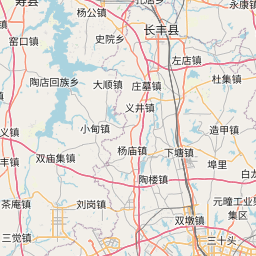 寿县
孔店乡
永康镇
杨公镇
长丰县
窑口镇
史院乡
左店镇
杜集镇
陶店回族乡
大顺镇
庄墓镇
义井镇
义镇
小甸镇
造甲镇
双庙集镇
杨庙镇
下塘镇
丰镇
埠里
白龙
陶楼镇
茶庵镇
刘岗镇
元疃工业
集聚区
双墩镇
三觉镇
三十头